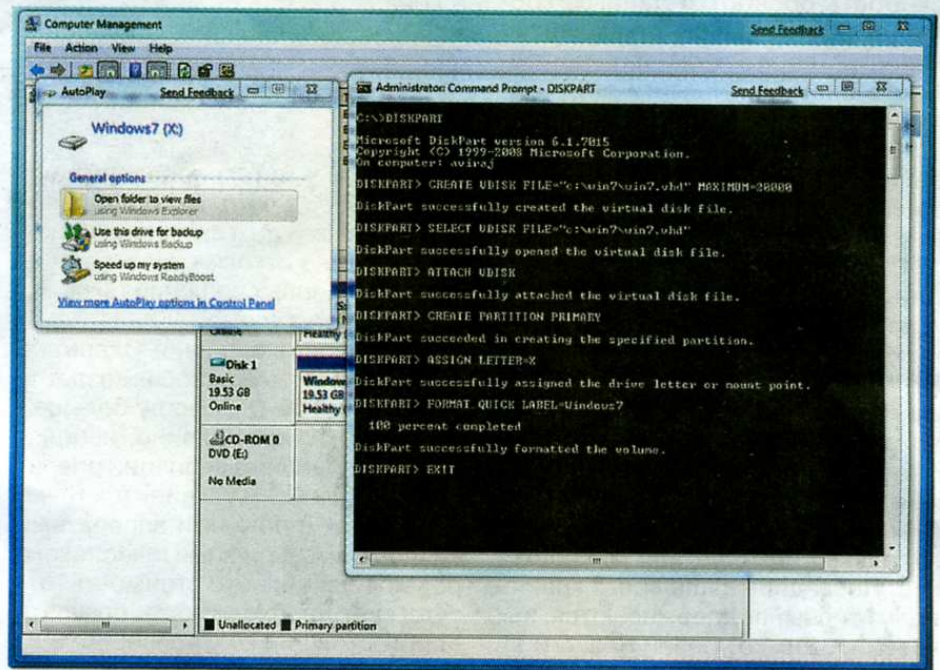 Computer Management
Send Feedback
File Action View Help
AutoPlay
Send Feedback
Windows7 (X:)
General options
Open folder to view files
using Windows Explorer
Use this drive for backup
using Windows Backup
Speed up my system
using Windows ReadyBoost
View more AutoPlay options in Control Panel
Administrator: Command Prompt - DISKPART
Send Feedback
C:\>DISKPART
Microsoft DiskPart version 6.1.7015
Copyright (C) 1999-2008 Microsoft Corporation.
On computer: aviraj
DISKPART> CREATE VDISK FILE="c:\win7\win7.vhd" MAXIMUM=20000
DiskPart successfully created the virtual disk file.
DISKPART> SELECT VDISK FILE="c:\win7\win7.vhd"
DiskPart successfully opened the virtual disk file.
DISKPART> ATTACH VDISK
DiskPart successfully attached the virtual disk file.
DISKPART> CREATE PARTITION PRIMARY
DiskPart succeeded in creating the specified partition.
DISKPART> ASSIGN LETTER=X
DiskPart successfully assigned the drive letter or mount point.
DISKPART> FORMAT QUICK LABEL=Windows7
100 percent completed
DiskPart successfully formatted the volume.
DISKPART> EXIT
Online
Healthy
Disk 1
Basic
19.53 GB
Online
Window
19.53 GB
Healthy
CD-ROM 0
DVD (E:)
No Media
Unallocated Primary partition